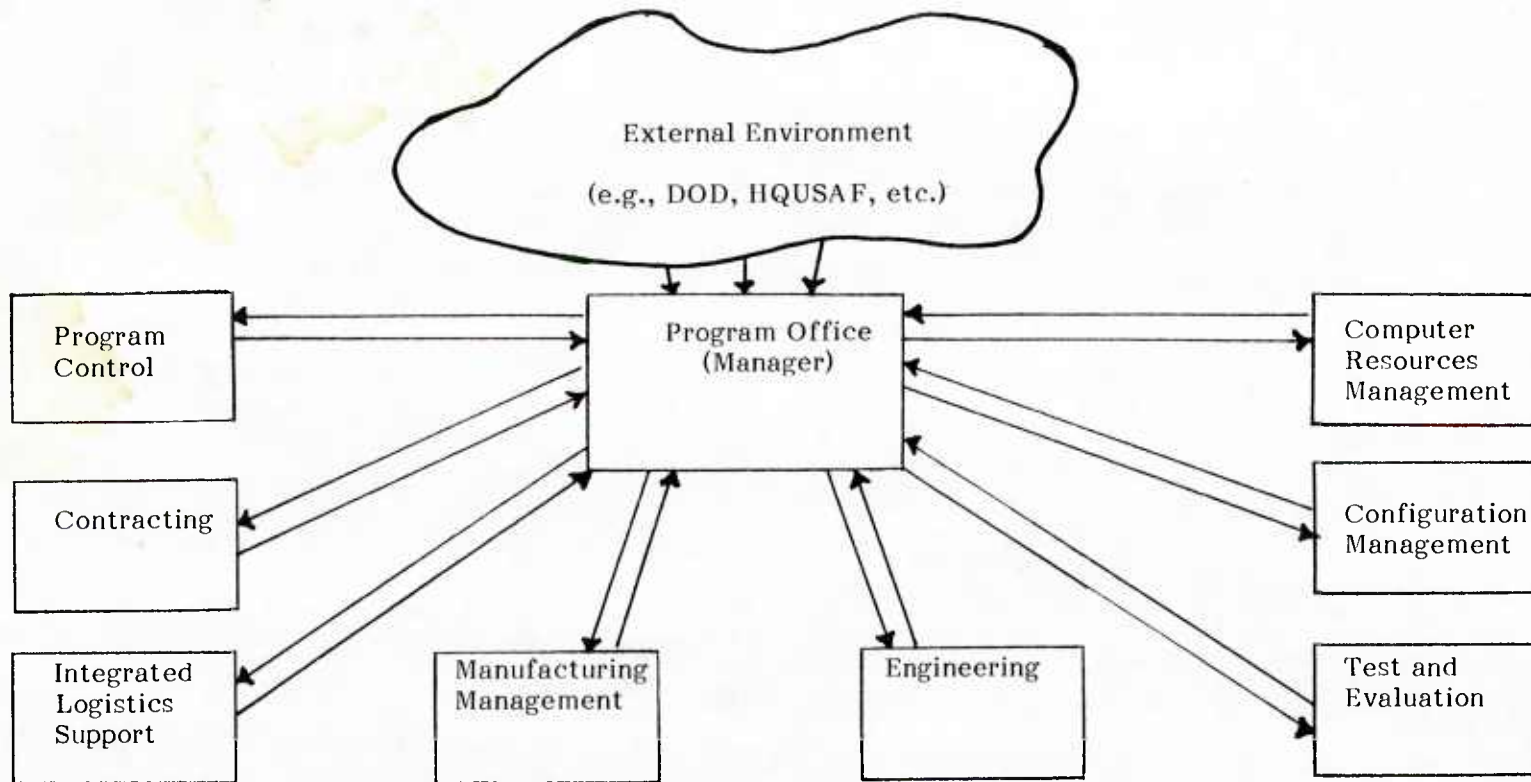 External Environment
(e.g., DOD, HQUSAF, etc.)
Program Office
(Manager)
Program
Control
Contracting
Integrated
Logistics
Support
Manufacturing
Management
Engineering
Computer
Resources
Management
Configuration
Management
Test and
Evaluation